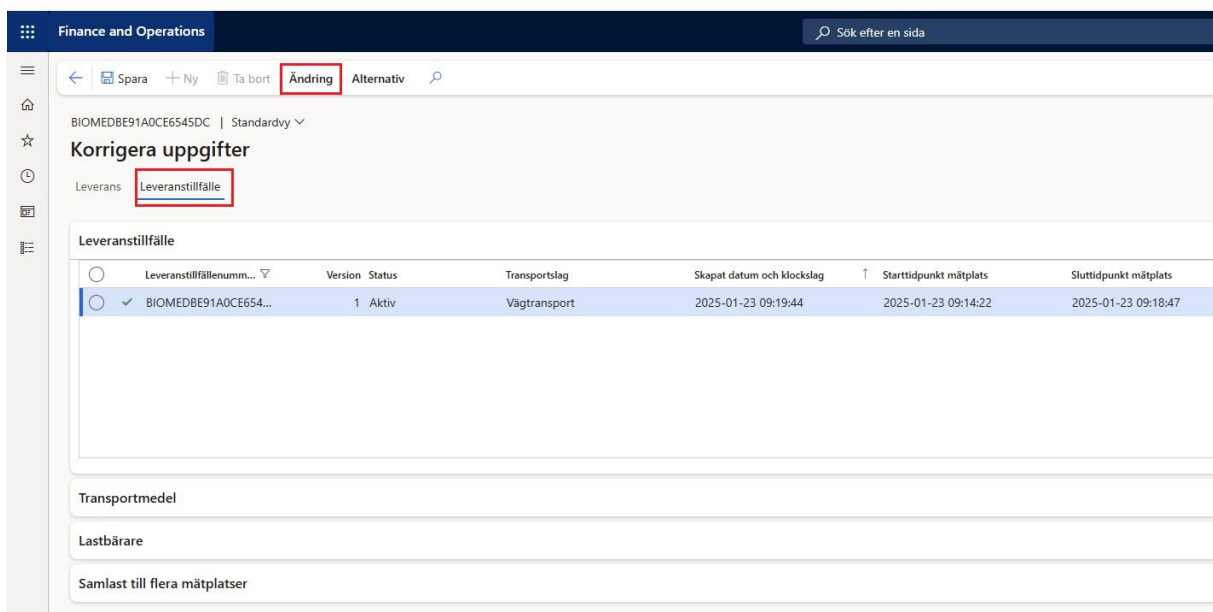 Finance and Operations
Sök efter en sida
Spara Ny Ta bort Ändring Alternativ
BIOMEDBE91A0CE6545DC | Standardvy
Korrigera uppgifter
Leverans Leveranstillfälle
Leveranstillfälle
Leveranstillfällenumm... Version Status Transportslag Skapat datum och klockslag Starttidpunkt mätplats Sluttidpunkt mätplats
BIOMEDBE91A0CE654... 1 Aktiv Vägtransport 2025-01-23 09:19:44 2025-01-23 09:14:22 2025-01-23 09:18:47
Transportmedel
Lastbärare
Samlast till flera mätplatser